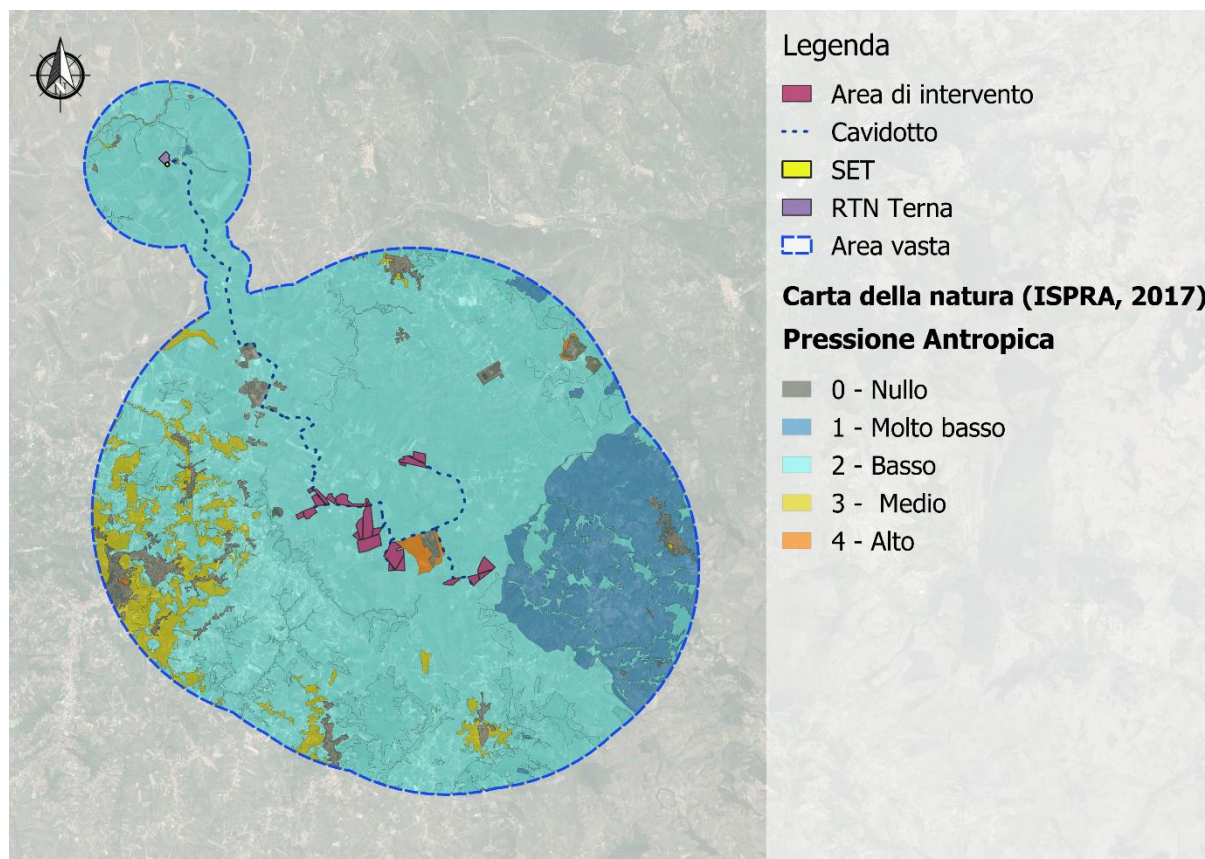 N
Legenda
Area di intervento
Cavidotto
SET
RTN Terna
Area vasta
Carta della natura (ISPRA, 2017)
Pressione Antropica
0 - Nullo
1 - Molto basso
2 - Basso
3 - Medio
4 - Alto